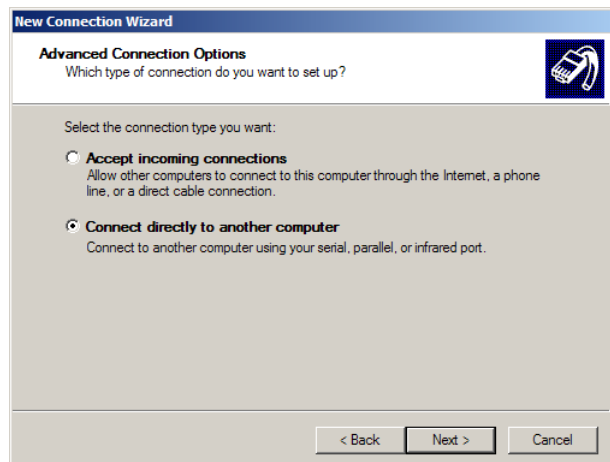 New Connection Wizard
Advanced Connection Options
Which type of connection do you want to set up?
Select the connection type you want:
Accept incoming connections
Allow other computers to connect to this computer through the Internet, a phone
line, or a direct cable connection.
Connect directly to another computer
Connect to another computer using your serial, parallel, or infrared port.
< Back Next > Cancel